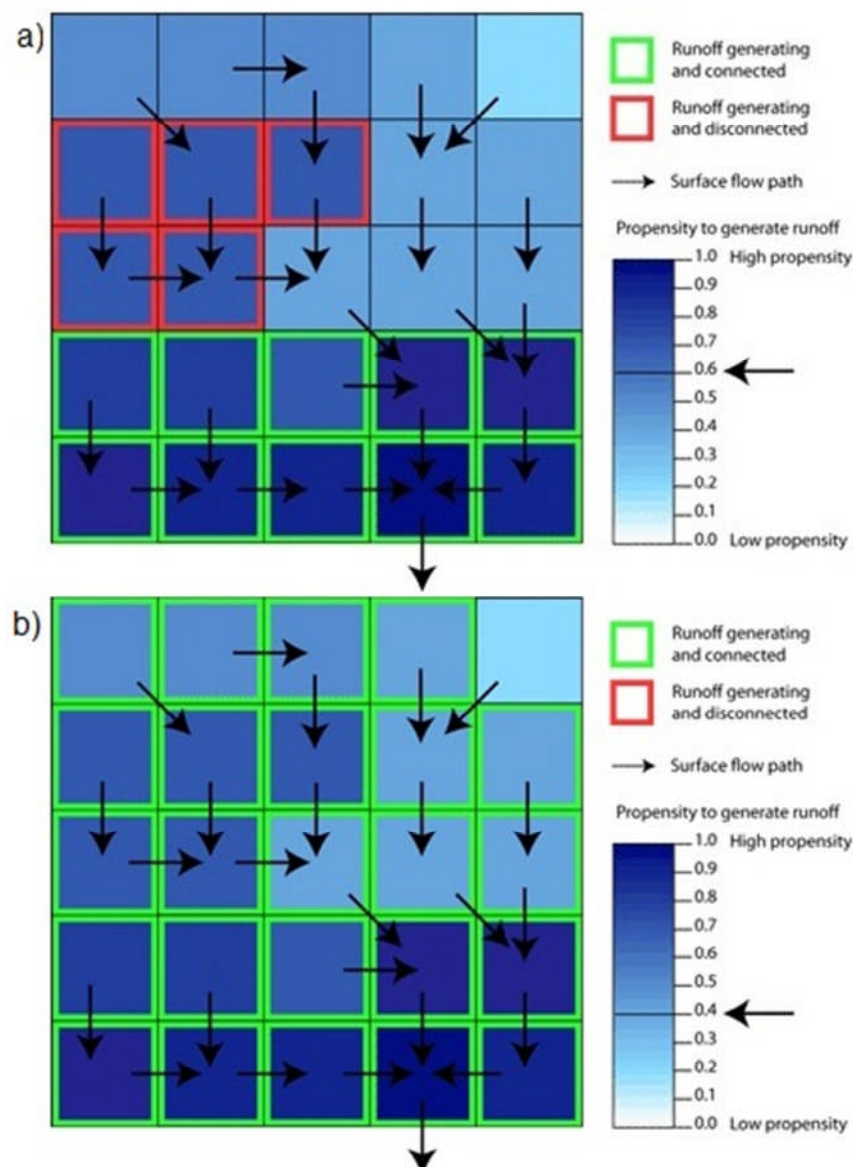 a)
Runoff generating
and connected
Runoff generating
and disconnected
Surface flow path
Propensity to generate runoff
1.0 High propensity
0.9
0.8
0.7
0.6
0.5
0.4
0.3
0.2
0.1
0.0 Low propensity
b)
Runoff generating
and connected
Runoff generating
and disconnected
Surface flow path
Propensity to generate runoff
1.0 High propensity
0.9
0.8
0.7
0.6
0.5
0.4
0.3
0.2
0.1
0.0 Low propensity